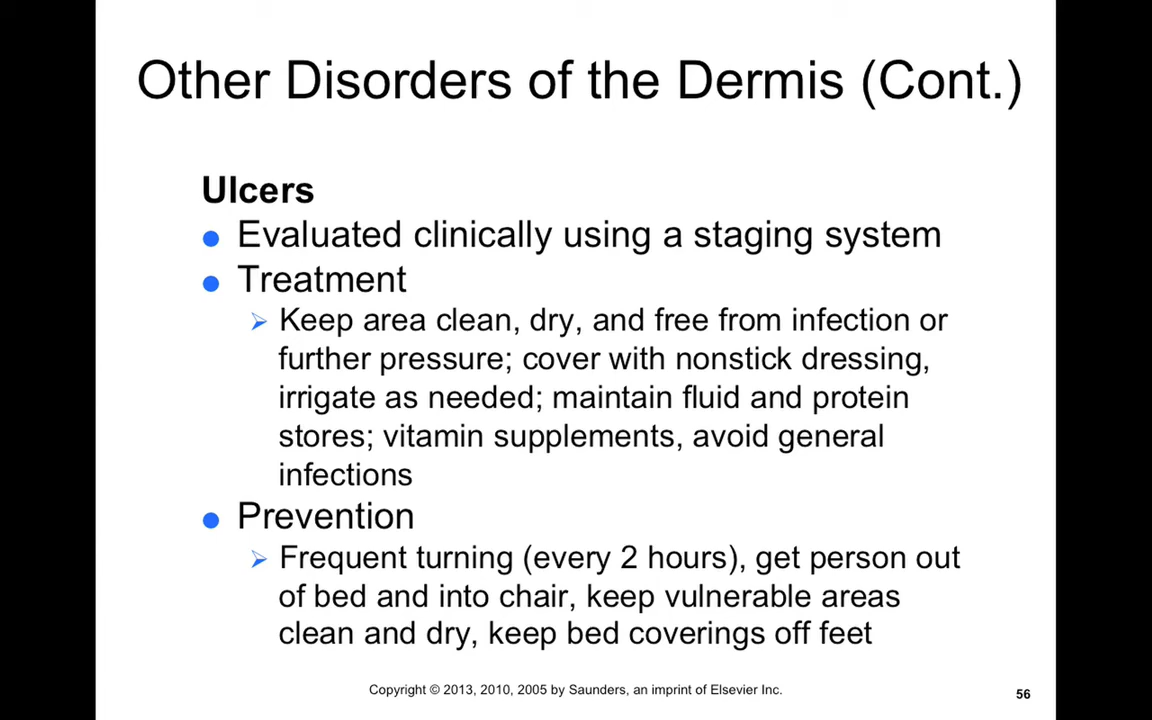 Other Disorders of the Dermis (Cont.)
Ulcers
● Evaluated clinically using a staging system
● Treatment
➢ Keep area clean, dry, and free from infection or
further pressure; cover with nonstick dressing,
irrigate as needed; maintain fluid and protein
stores; vitamin supplements, avoid general
infections
● Prevention
➢ Frequent turning (every 2 hours), get person out
of bed and into chair, keep vulnerable areas
clean and dry, keep bed coverings off feet
Copyright © 2013, 2010, 2005 by Saunders, an imprint of Elsevier Inc.
56